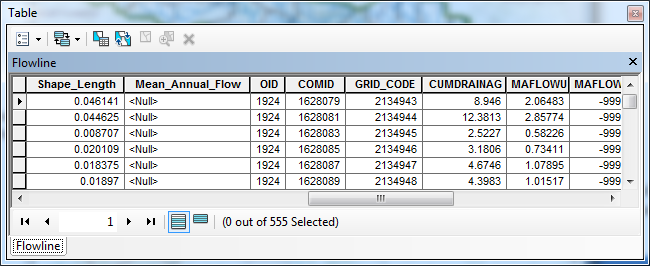 Table
Flowline
Shape_Length Mean_Annual_Flow OID COMID GRID_CODE CUMDRAINAG MAFLOWU MAFLOW
0.046141 <Null> 1924 1628079 2134943 8.946 2.06483 -999
0.044625 <Null> 1924 1628081 2134944 12.3813 2.85774 -999
0.008707 <Null> 1924 1628083 2134945 2.5227 0.58226 -999
0.020109 <Null> 1924 1628085 2134946 3.1806 0.73411 -999
0.018375 <Null> 1924 1628087 2134947 4.6746 1.07895 -999
0.01897 <Null> 1924 1628089 2134948 4.3983 1.01517 -999
1 (0 out of 555 Selected)
Flowline